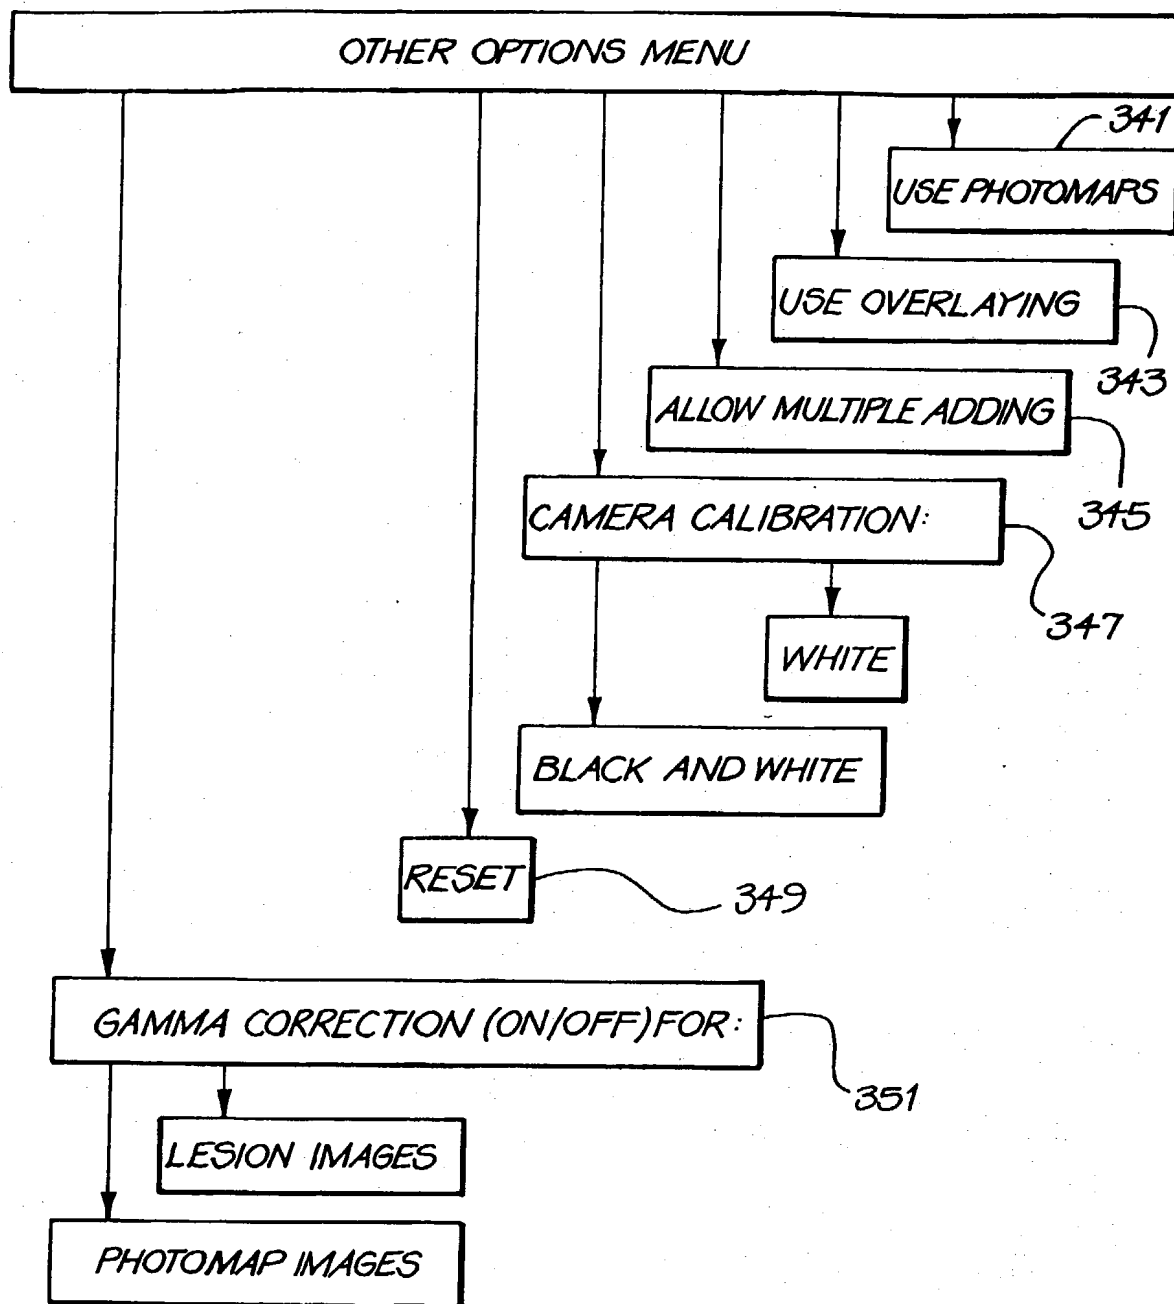 OTHER OPTIONS MENU
341
USE PHOTOMAPS
USE OVERLAYING
343
ALLOW MULTIPLE ADDING
345
CAMERA CALIBRATION:
347
WHITE
BLACK AND WHITE
RESET
349
GAMMA CORRECTION (ON/OFF) FOR:
351
LESION IMAGES
PHOTOMAP IMAGES